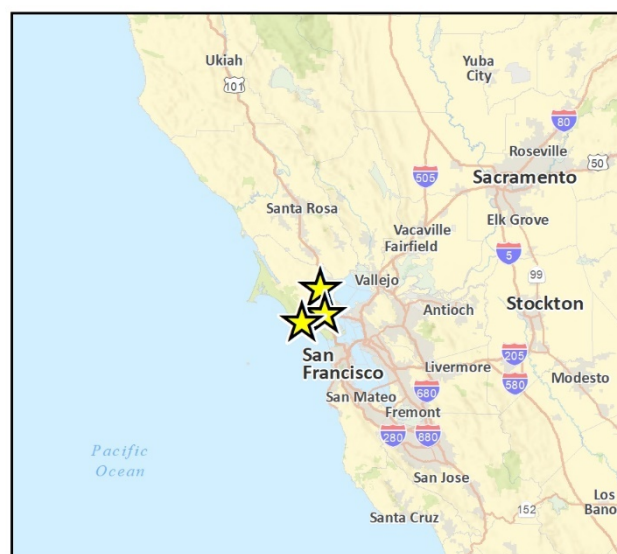 Ukiah
101
Yuba
City
80
Roseville
50
505
Sacramento
Santa Rosa
Elk Grove
Vacaville
Fairfield
5
99
Vallejo
Antioch
Stockton
San
Francisco
205
Livermore
580
Modesto
680
San Mateo
Fremont
280
880
Pacific
Ocean
San Jose
Los
Bano
152
Santa Cruz